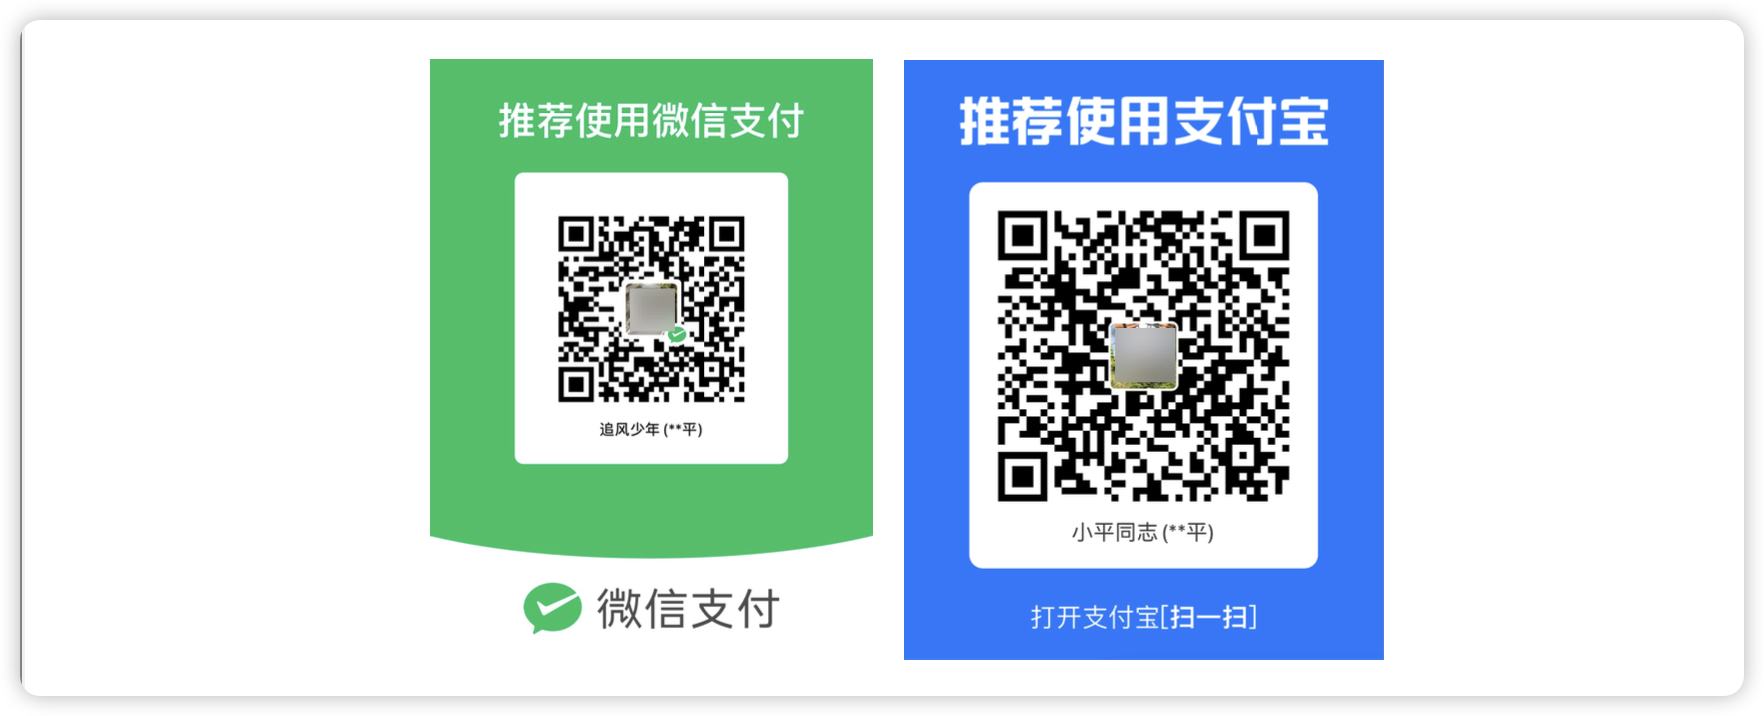 推荐使用微信支付
追风少年 (**平)
微信支付
推荐使用支付宝
小平同志 (**平)
打开支付宝[扫一扫]